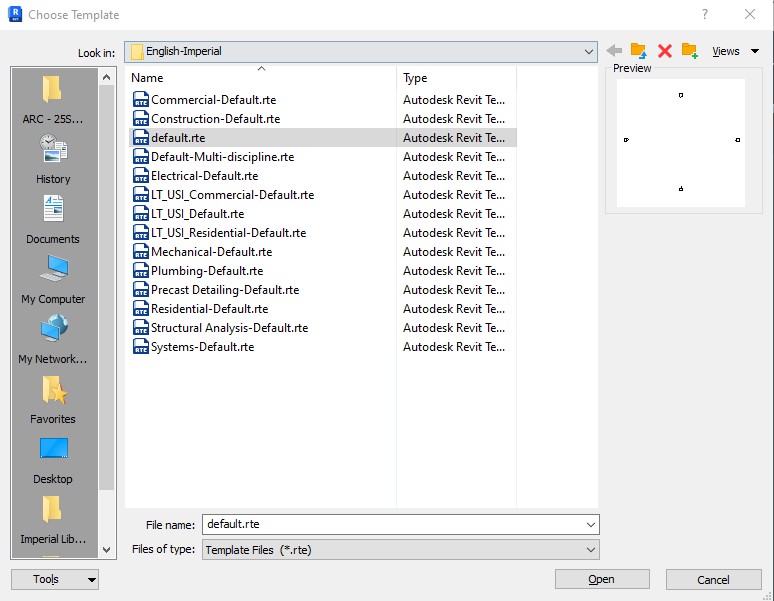 Choose Template
Look in:
English-Imperial
Views
Preview
ARC - 25S...
History
Documents
My Computer
My Network...
Favorites
Desktop
Imperial Lib...
Name Type
Commercial-Default.rte Autodesk Revit Te...
Construction-Default.rte Autodesk Revit Te...
default.rte Autodesk Revit Te...
Default-Multi-discipline.rte Autodesk Revit Te...
Electrical-Default.rte Autodesk Revit Te...
LT_USI_Commercial-Default.rte Autodesk Revit Te...
LT_USI_Default.rte Autodesk Revit Te...
LT_USI_Residential-Default.rte Autodesk Revit Te...
Mechanical-Default.rte Autodesk Revit Te...
Plumbing-Default.rte Autodesk Revit Te...
Precast Detailing-Default.rte Autodesk Revit Te...
Residential-Default.rte Autodesk Revit Te...
Structural Analysis-Default.rte Autodesk Revit Te...
Systems-Default.rte Autodesk Revit Te...
File name: default.rte
Files of type: Template Files (*.rte)
Tools
Open
Cancel